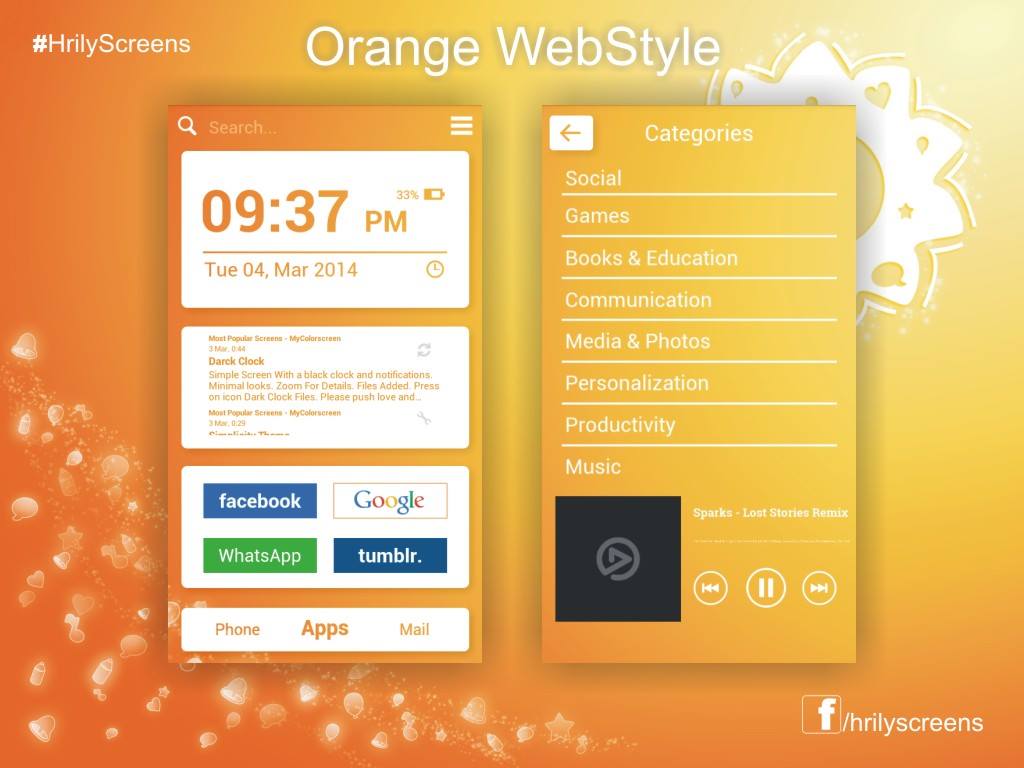 #HrilyScreens
Orange WebStyle
Search...
09:37 PM
33%
Tue 04, Mar 2014
Most Popular Screens - MyColorscreen
3 Mar, 0:44
Darck Clock
Simple Screen With a black clock and notifications.
Minimal looks. Zoom For Details. Files Added. Press
on icon Dark Clock Files. Please push love and...
Most Popular Screens - MyColorscreen
3 Mar, 0:29
Simplicity Theme
facebook
Google
WhatsApp
tumblr.
Phone
Apps
Mail
Categories
Social
Games
Books & Education
Communication
Media & Photos
Personalization
Productivity
Music
Sparks - Lost Stories Remix
f/hrilyscreens